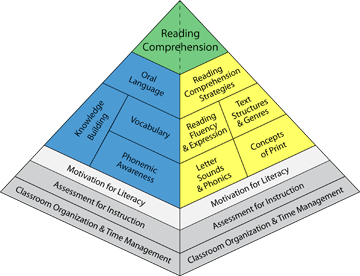 Reading
Comprehension
Oral
Language
Knowledge
Building
Vocabulary
Phonemic
Awareness
Reading
Comprehension
Strategies
Reading
Fluency
& Expression
Text
Structures
& Genres
Letter
Sounds
& Phonics
Concepts
of Print
Motivation for Literacy
Assessment for Instruction
Classroom Organization & Time Management
Motivation for Literacy
Assessment for Instruction
Classroom Organization & Time Management